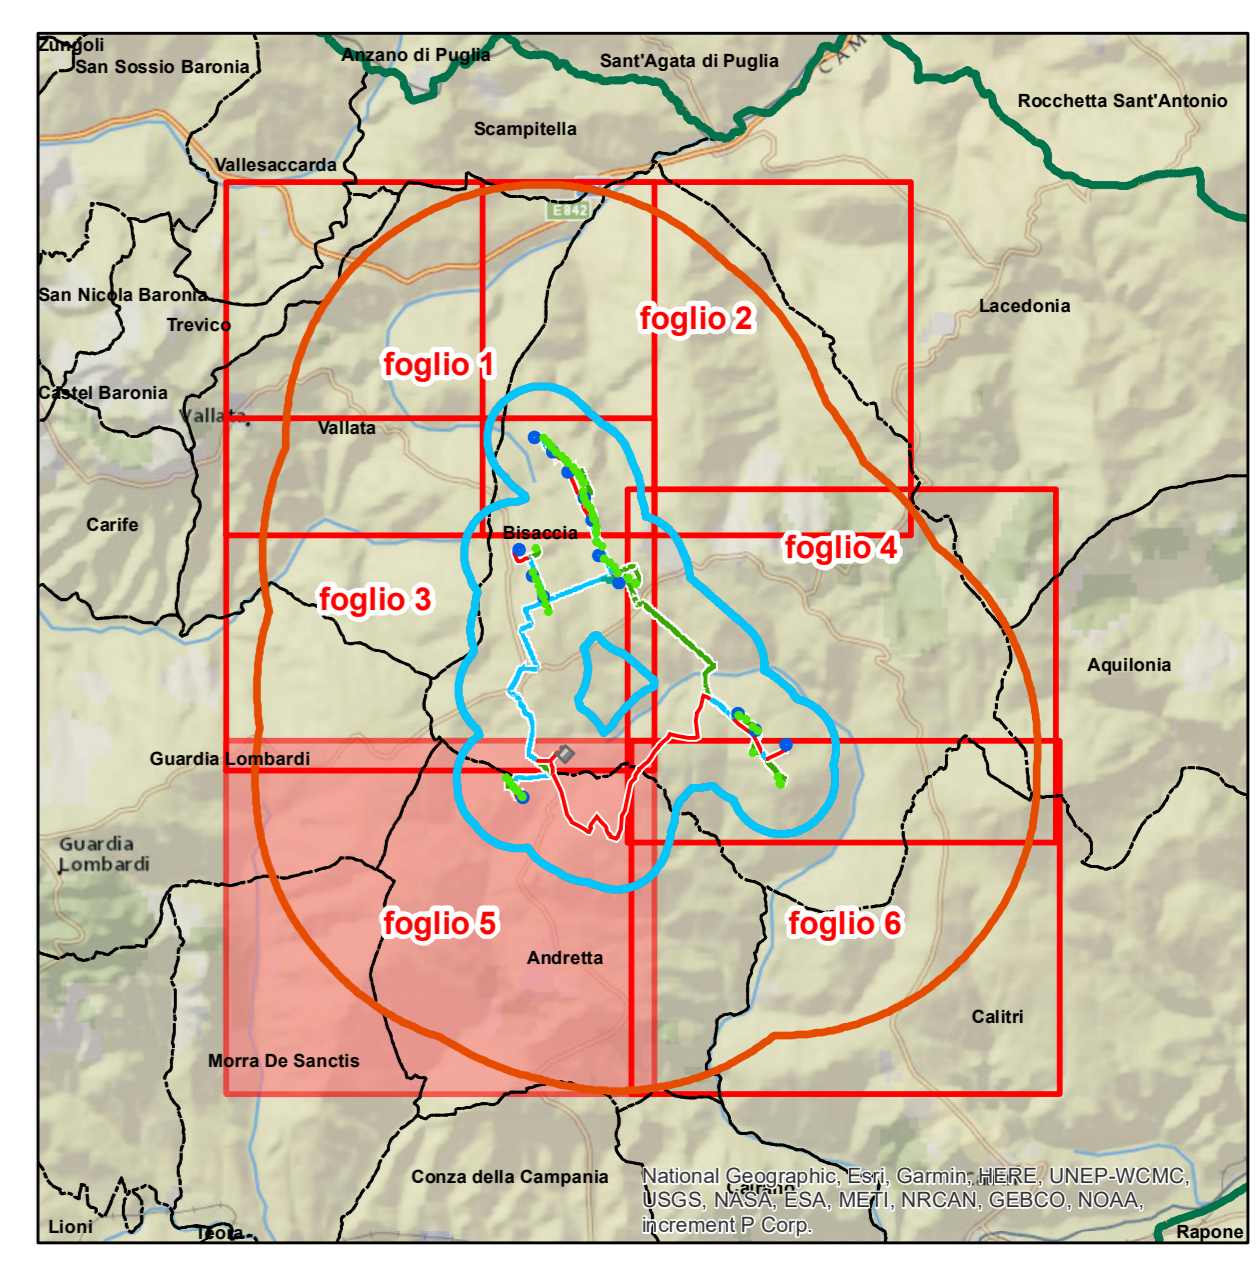 Zungoli
San Sossio Baronia
Anzano di Puglia
Sant'Agata di Puglia
Rocchetta Sant'Antonio
Scampitella
Vallesaccarda
E842
San Nicola Baronia
Trevico
foglio 2
Lacedonia
foglio 1
Castel Baronia
Vallata
Vallata
Carife
Bisaccia
foglio 4
foglio 3
Aquilonia
Guardia Lombardi
Guardia
Lombardi
foglio 5
foglio 6
Andretta
Calitri
Morra De Sanctis
Conza della Campania
National Geographic, Esri, Garmin, HERE, UNEP-WCMC,
USGS, NASA, ESA, METI, NRCAN, GEBCO, NOAA,
increment P Corp.
Cairano
Lioni
Teora
Rapone